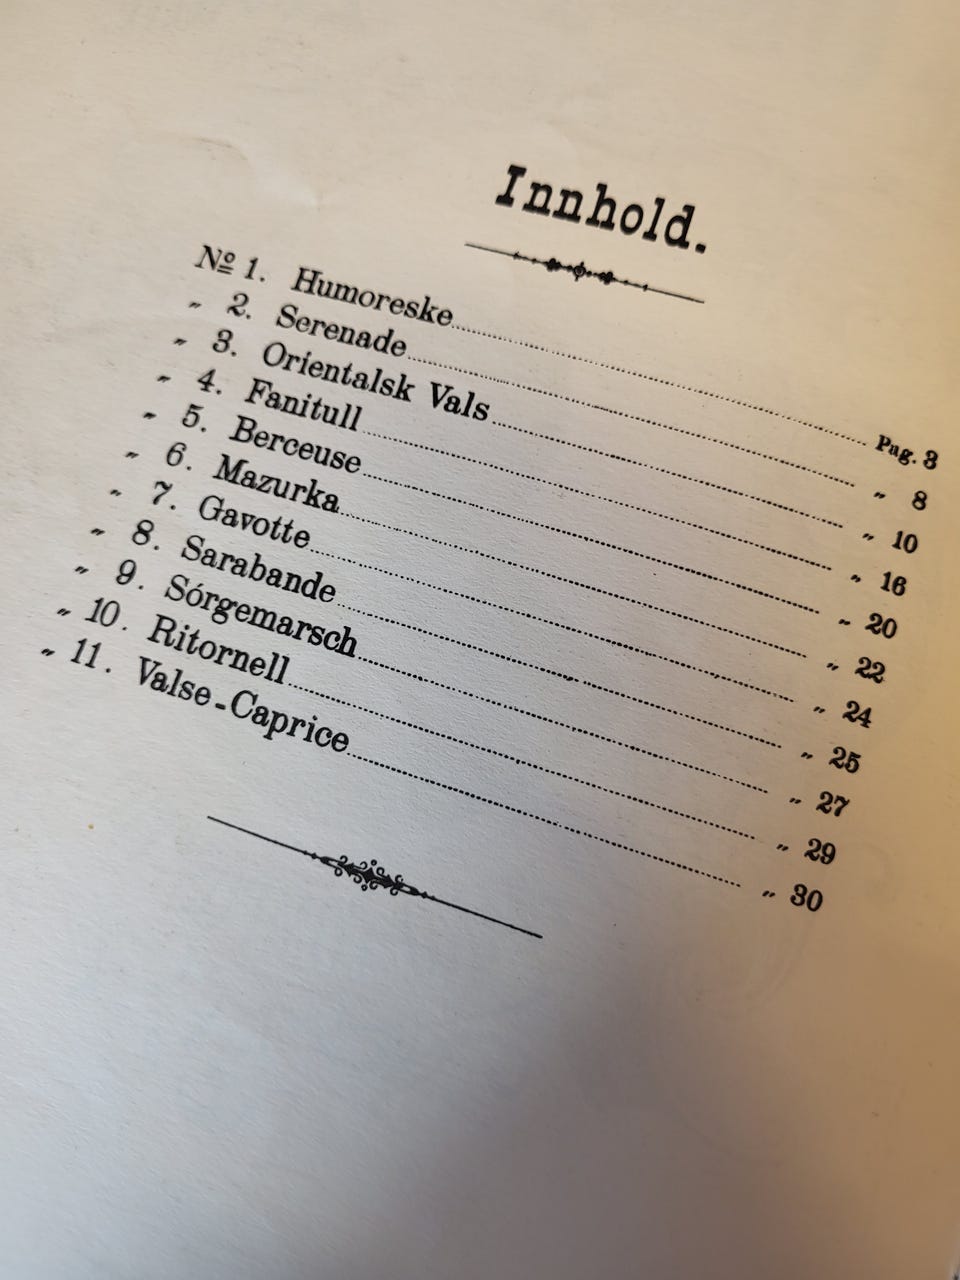 Innhold.
Nº 1. Humoreske Pag. 3
„ 2. Serenade „ 8
„ 3. Orientalsk Vals „ 10
„ 4. Fanitull „ 16
„ 5. Berceuse „ 20
„ 6. Mazurka „ 22
„ 7. Gavotte „ 24
„ 8. Sarabande „ 25
„ 9. Sórgemarsch „ 27
„ 10. Ritornell „ 29
„ 11. Valse-Caprice „ 30